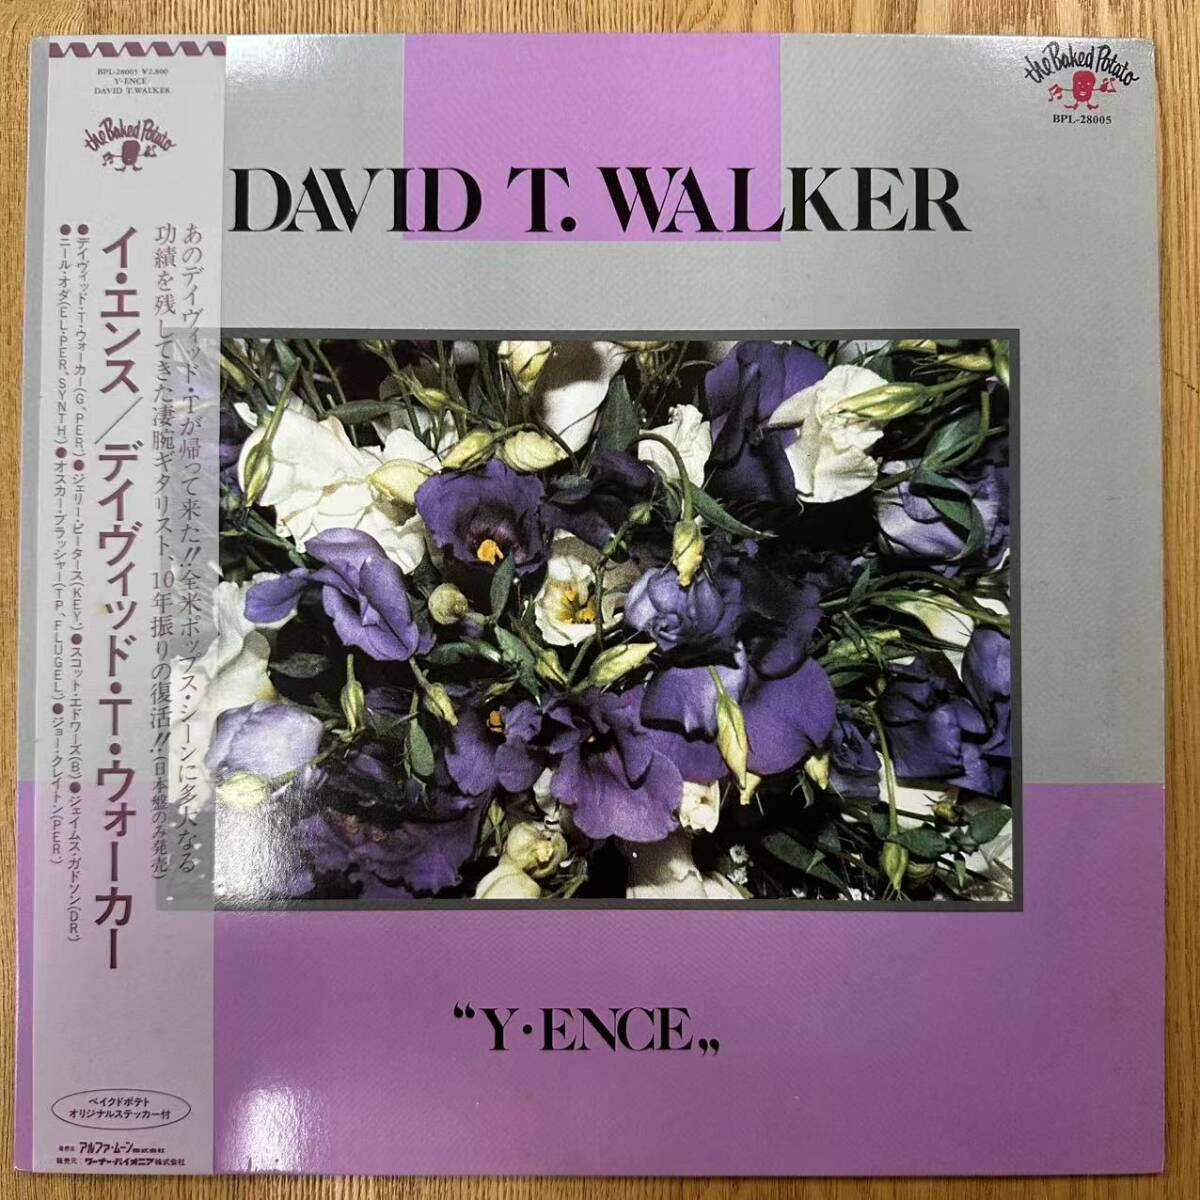 BPL-28005 ¥2,800
Y-ENCE/
DAVID T. WALKER
the Baked Potato
あのデイヴィッド・Tが帰って来た!!全米ポップス・シーンに多大なる
功績を残してきた凄腕ギタリスト、10年振りの復活!!(日本盤のみ発売)
イ・エンス/デイヴィッド・T・ウォーカー
●デイヴィッド・T・ウォーカー(G、PER)●ジェリー・ピータース(KEY)●スコット・エドワーズ(B)●ジェイムス・ガドソン(DR)
●ニール・オダ(EL・PER、SYNTH)●オスカー・ブラッシャー(TP、FLUGEL)●ジョー・クレイトン(PER)
ベイクドポテト
オリジナルステッカー付
発売元:アルファ・ムーン株式会社
販売元:ワーナー・パイオニア株式会社
the Baked Potato
BPL-28005
DAVID T. WALKER
“Y・ENCE„